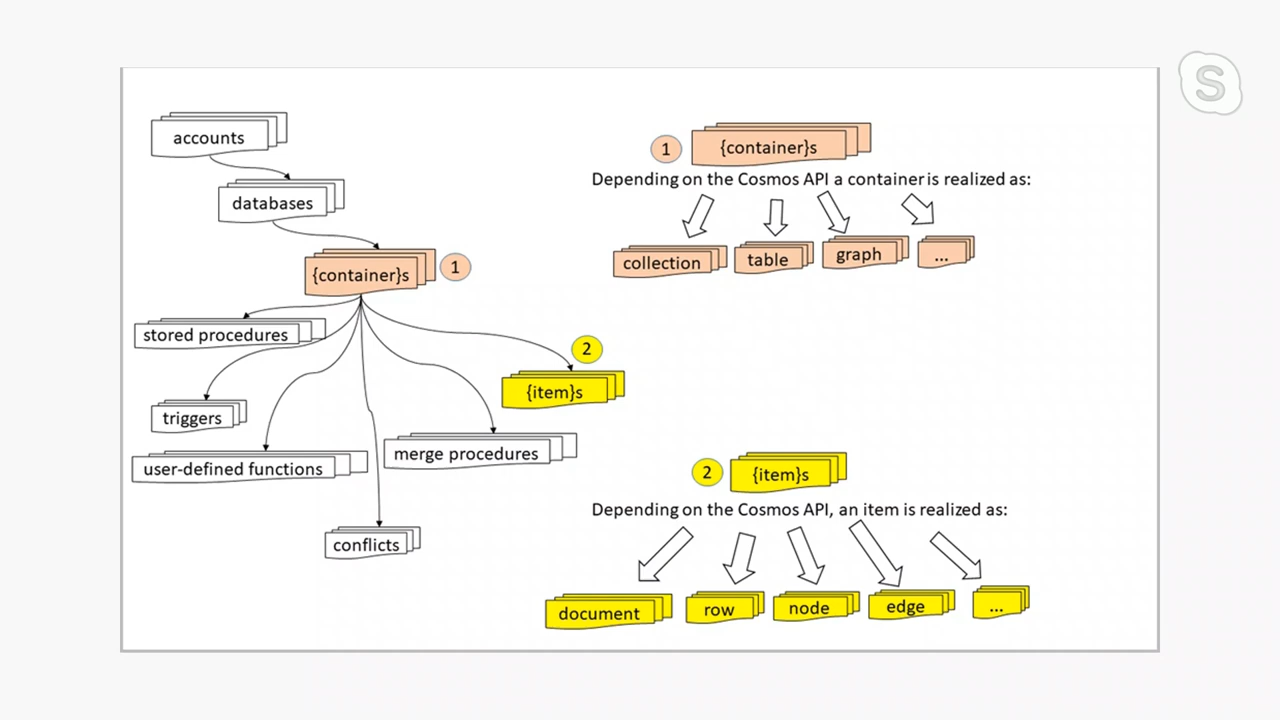 S
accounts
databases
{container}s
1
stored procedures
triggers
user-defined functions
conflicts
merge procedures
2
{item}s
1
{container}s
Depending on the Cosmos API a container is realized as:
collection
table
graph
...
2
{item}s
Depending on the Cosmos API, an item is realized as:
document
row
node
edge
...